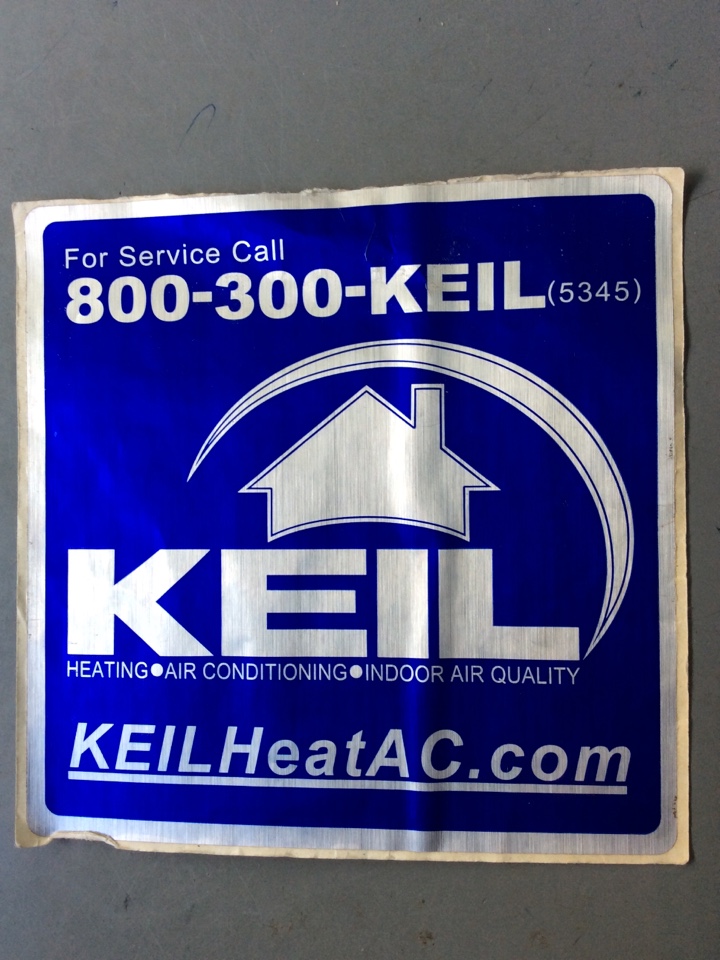 For Service Call
800-300-KEIL(5345)
KEIL
HEATING●AIR CONDITIONING●INDOOR AIR QUALITY
KEILHeatAC.com